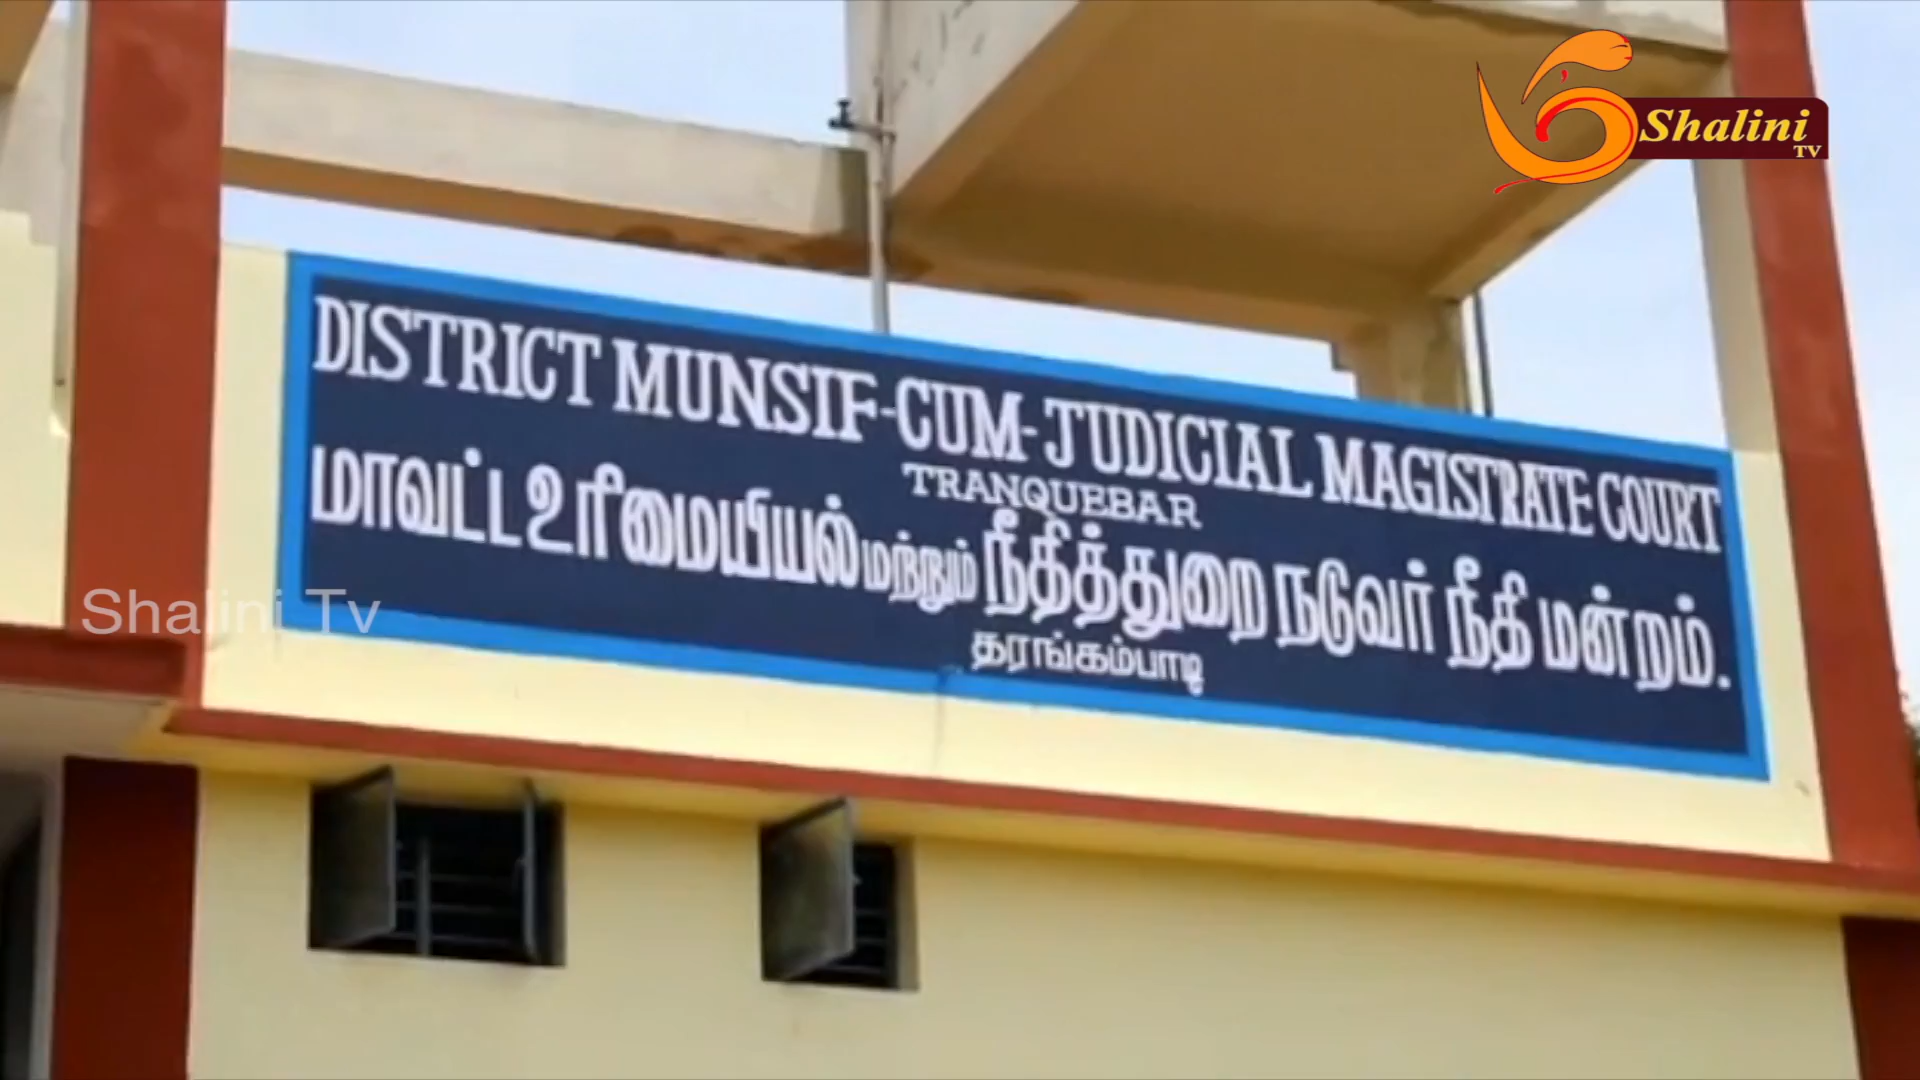 Shalini
TV
DISTRICT MUNSIF-CUM-JUDICIAL MAGISTRATE COURT
TRANQUEBAR
மாவட்ட உரிமையியல் மற்றும் நீதித்துறை நடுவர் நீதி மன்றம்.
தரங்கம்பாடி
Shalini Tv